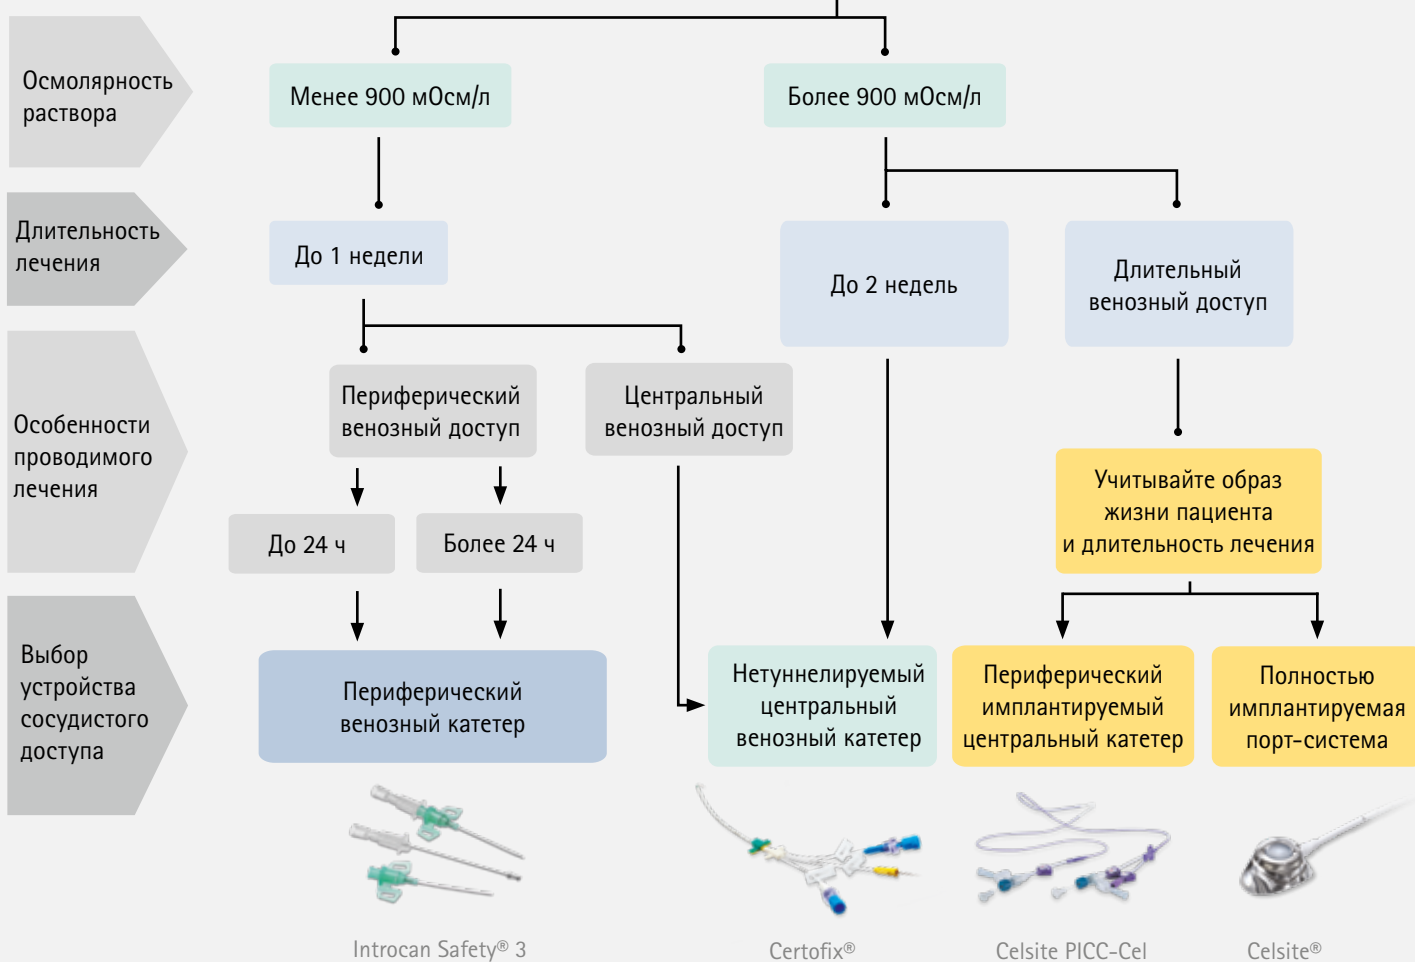 Осмолярность
раствора
Менее 900 мОсм/л
Более 900 мОсм/л
Длительность
лечения
До 1 недели
До 2 недель
Длительный
венозный доступ
Особенности
проводимого
лечения
Периферический
венозный доступ
Центральный
венозный доступ
До 24 ч
Более 24 ч
Учитывайте образ
жизни пациента
и длительность лечения
Выбор
устройства
сосудистого
доступа
Периферический
венозный катетер
Нетуннелируемый
центральный
венозный катетер
Периферический
имплантируемый
центральный катетер
Полностью
имплантируемая
порт-система
Introcan Safety® 3
Certofix®
Celsite PICC-Cel
Celsite®